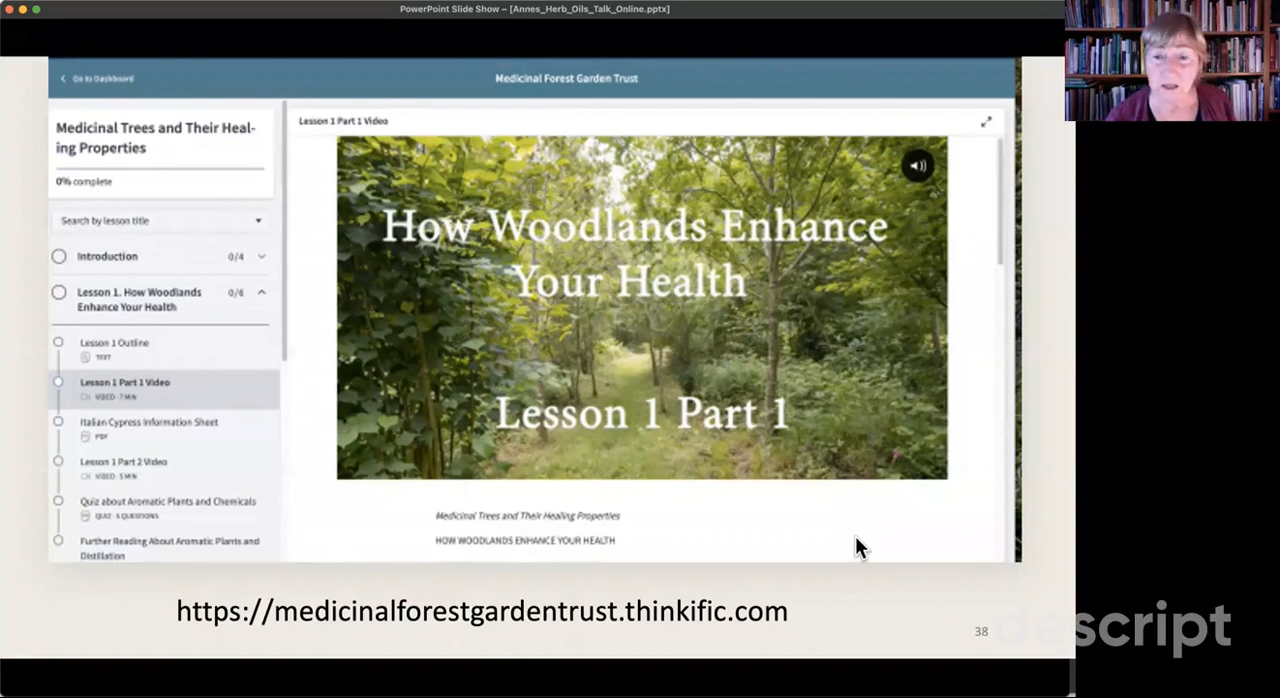 PowerPoint Slide Show – [Annes_Herb_Oils_Talk_Online.pptx]
Go to Dashboard
Medicinal Forest Garden Trust
Medicinal Trees and Their Heal-
ing Properties
0% complete
Search by lesson title
Introduction 0/4
Lesson 1. How Woodlands
Enhance Your Health 0/6
Lesson 1 Outline
TEXT
Lesson 1 Part 1 Video
VIDEO · 7 MIN
Italian Cypress Information Sheet
PDF
Lesson 1 Part 2 Video
VIDEO · 5 MIN
Quiz about Aromatic Plants and Chemicals
QUIZ · 5 QUESTIONS
Further Reading About Aromatic Plants and
Distillation
Lesson 1 Part 1 Video
How Woodlands Enhance
Your Health
Lesson 1 Part 1
Medicinal Trees and Their Healing Properties
HOW WOODLANDS ENHANCE YOUR HEALTH
https://medicinalforestgardentrust.thinkific.com
38
descript